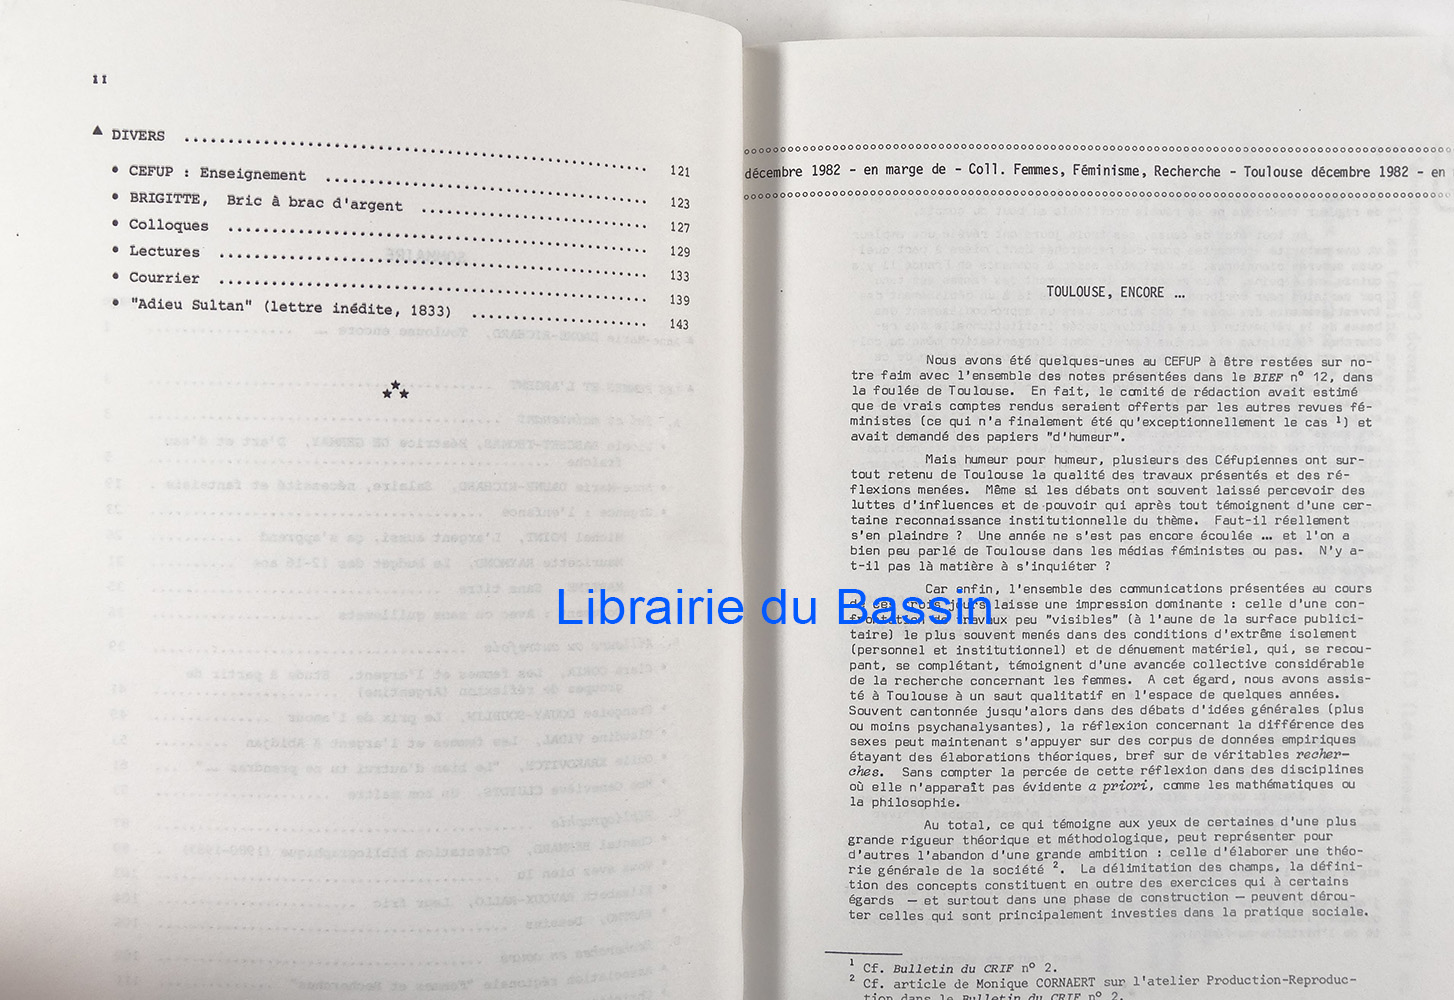 11
▲ DIVERS ........ 121
• CEFUP : Enseignement ........ 123
• BRIGITTE, Bric à brac d'argent ........ 127
• Colloques ........ 129
• Lectures ........ 133
• Courrier ........ 139
• "Adieu Sultan" (lettre inédite, 1833) ........ 143
décembre 1982 - en marge de - Coll. Femmes, Féminisme, Recherche - Toulouse décembre 1982 - en
TOULOUSE, ENCORE …
Nous avons été quelques-unes au CEFUP à être restées sur no-
tre faim avec l'ensemble des notes présentées dans le BIEF n° 12, dans
la foulée de Toulouse. En fait, le comité de rédaction avait estimé
que de vrais comptes rendus seraient offerts par les autres revues fé-
ministes (ce qui n'a finalement été qu'exceptionnellement le cas ¹) et
avait demandé des papiers "d'humeur".
Mais humeur pour humeur, plusieurs des Céfupiennes ont sur-
tout retenu de Toulouse la qualité des travaux présentés et des ré-
flexions menées. Même si les débats ont souvent laissé percevoir des
luttes d'influences et de pouvoir qui après tout témoignent d'une cer-
taine reconnaissance institutionnelle du thème. Faut-il réellement
s'en plaindre ? Une année ne s'est pas encore écoulée … et l'on a
bien peu parlé de Toulouse dans les médias féministes ou pas. N'y a-
t-il pas là matière à s'inquiéter ?
Car enfin, l'ensemble des communications présentées au cours
de ces trois jours laisse une impression dominante : celle d'une con-
frontation de travaux peu "visibles" (à l'aune de la surface publici-
taire) le plus souvent menés dans des conditions d'extrême isolement
(personnel et institutionnel) et de dénuement matériel, qui, se recou-
pant, se complétant, témoignent d'une avancée collective considérable
de la recherche concernant les femmes. A cet égard, nous avons assis-
té à Toulouse à un saut qualitatif en l'espace de quelques années.
Souvent cantonnée jusqu'alors dans des débats d'idées générales (plus
ou moins psychanalysantes), la réflexion concernant la différence des
sexes peut maintenant s'appuyer sur des corpus de données empiriques
étayant des élaborations théoriques, bref sur de véritables recher-
ches. Sans compter la percée de cette réflexion dans des disciplines
où elle n'apparaît pas évidente a priori, comme les mathématiques ou
la philosophie.
Au total, ce qui témoigne aux yeux de certaines d'une plus
grande rigueur théorique et méthodologique, peut représenter pour
d'autres l'abandon d'une grande ambition : celle d'élaborer une théo-
rie générale de la société ². La délimitation des champs, la défini-
tion des concepts constituent en outre des exercices qui à certains
égards — et surtout dans une phase de construction — peuvent dérou-
ter celles qui sont principalement investies dans la pratique sociale.
¹ Cf. Bulletin du CRIF n° 2.
² Cf. article de Monique CORNAERT sur l'atelier Production-Reproduc-
tion dans le Bulletin du CRIF n° 2.
Librairie du Bassin